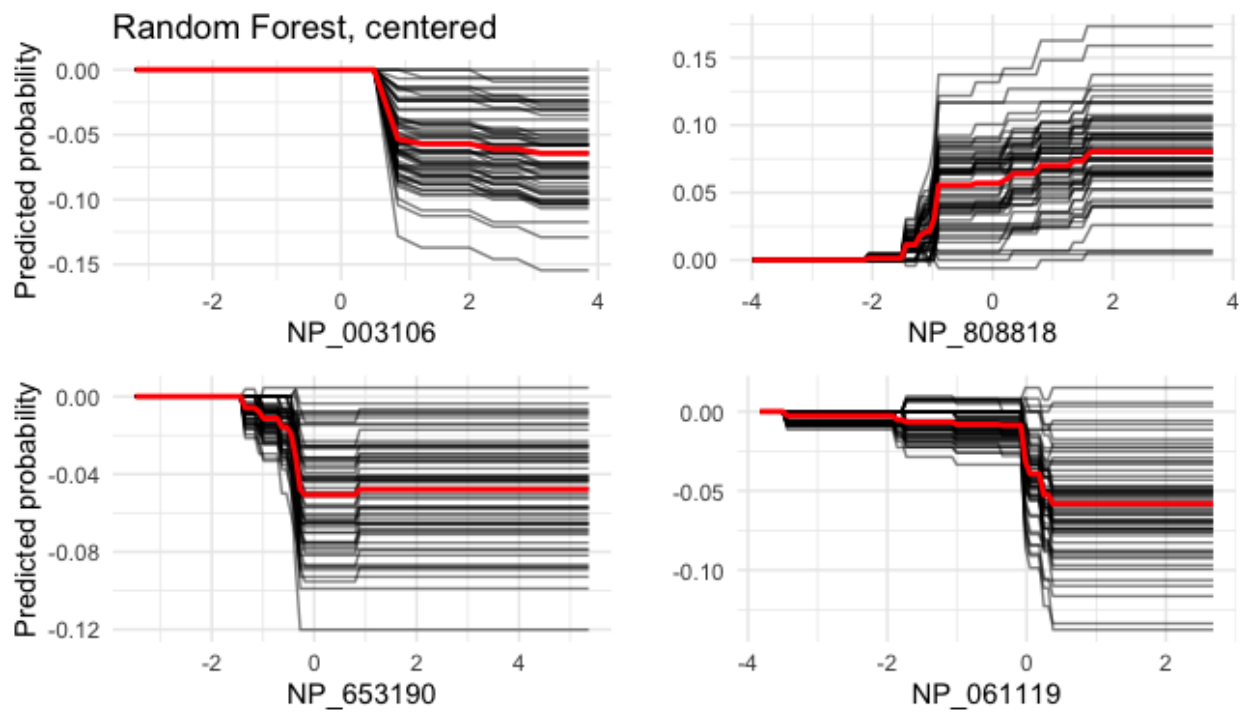 Random Forest, centered
Predicted probability
0.00
-0.05
-0.10
-0.15
-2 0 2 4
NP_003106
0.15
0.10
0.05
0.00
-4 -2 0 2 4
NP_808818
Predicted probability
0.00
-0.04
-0.08
-0.12
-2 0 2 4
NP_653190
0.00
-0.05
-0.10
-4 -2 0 2
NP_061119